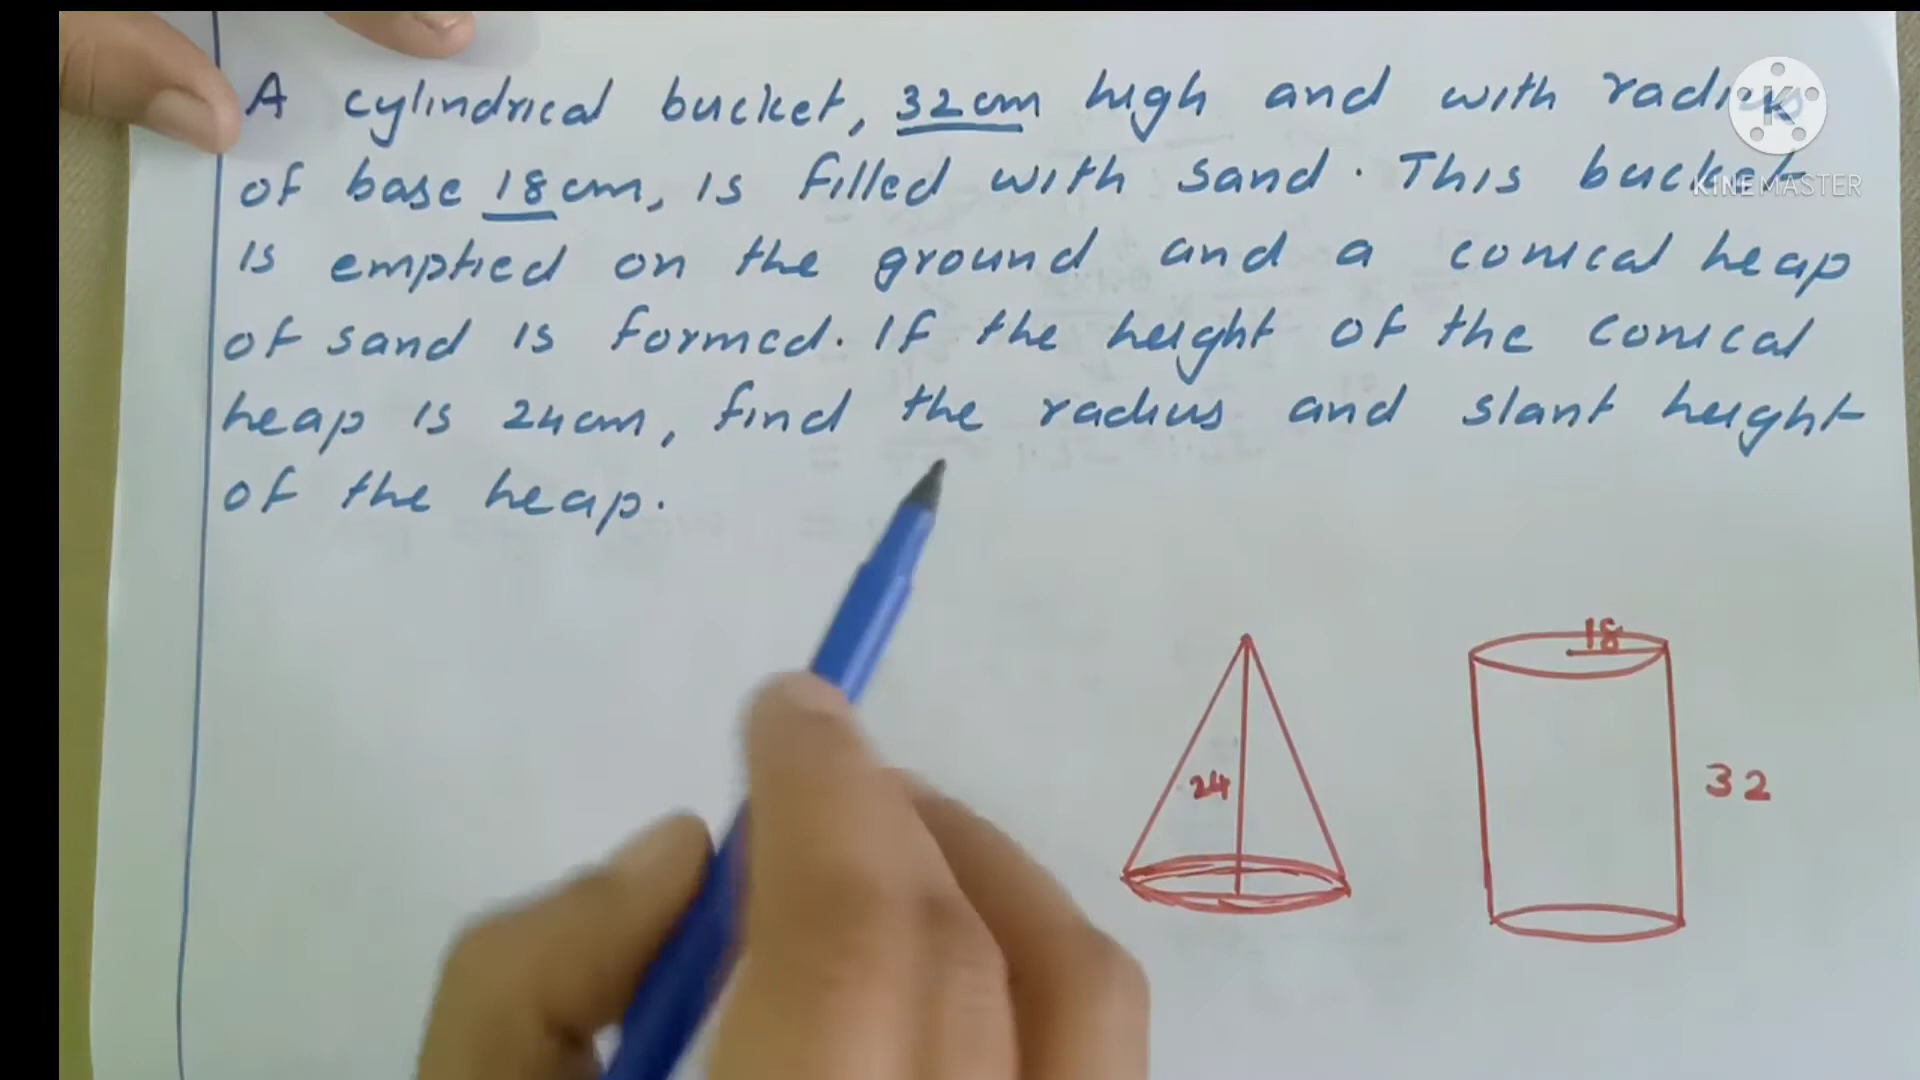 A cylindrical bucket, 32cm high and with radius
of base 18cm, is filled with sand. This bucket
is emptied on the ground and a conical heap
of sand is formed. If the height of the conical
heap is 24cm, find the radius and slant height
of the heap.
K
KINEMASTER
18
24
32